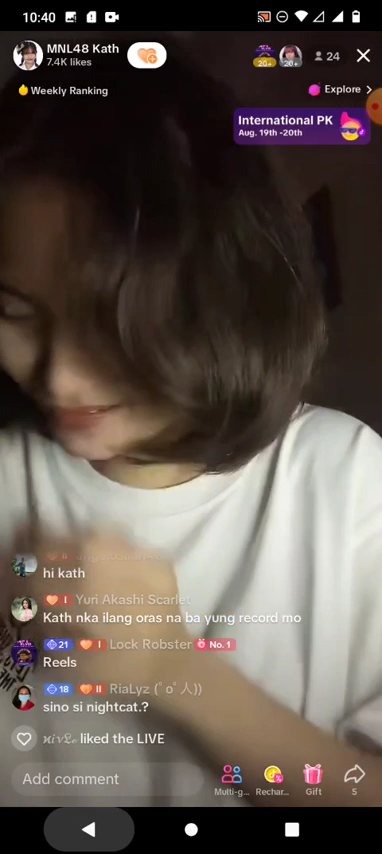 10:40
MNL48 Kath
7.4K likes
20+
20+
24
Weekly Ranking
Explore
International PK
Aug. 19th -20th
hi kath
I Yuri Akashi Scarlet
Kath nka ilang oras na ba yung record mo
21 I Lock Robster No. 1
Reels
18 II RiaLyz (ﾟoﾟ人))
sino si nightcat.?
liked the LIVE
Add comment
Multi-g...
Rechar...
Gift
5